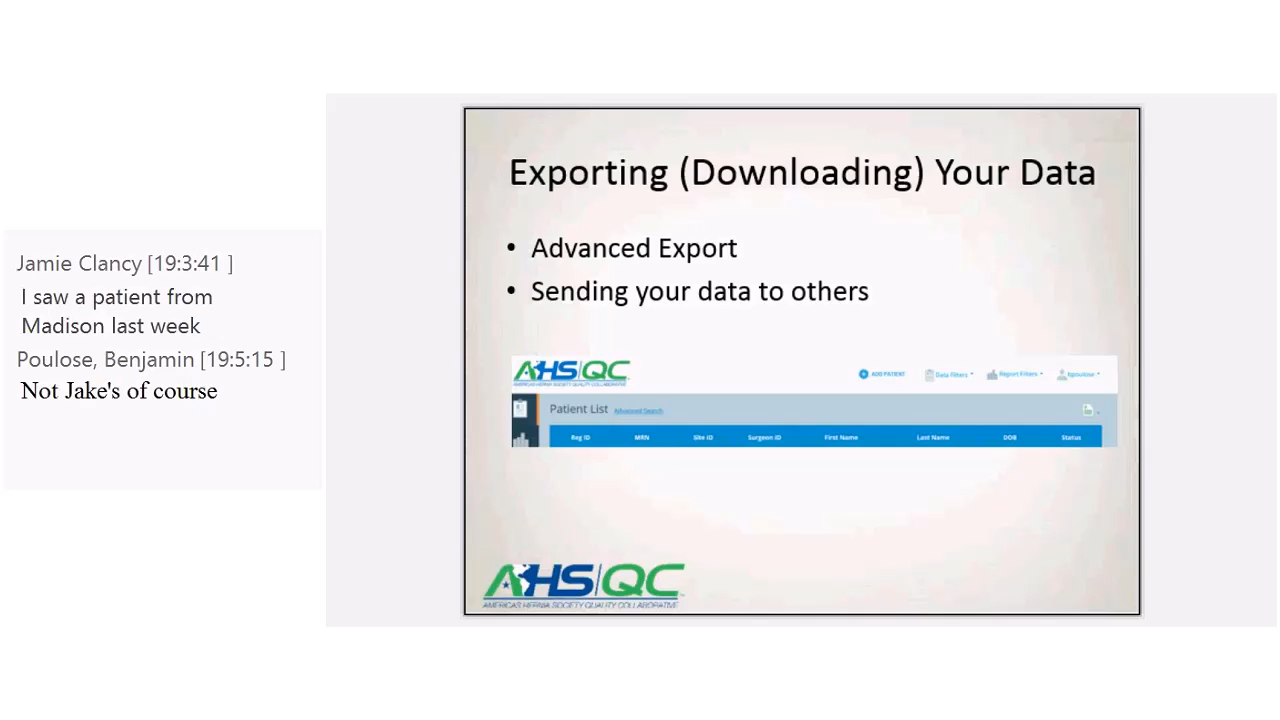 Jamie Clancy [19:3:41 ]
I saw a patient from
Madison last week
Poulose, Benjamin [19:5:15 ]
Not Jake's of course
Exporting (Downloading) Your Data
• Advanced Export
• Sending your data to others
AHS|QC
AMERICAS HERNIA SOCIETY QUALITY COLLABORATIVE
ADD PATIENT Data Filters Report Filters bpoulose
Patient List Advanced Search
Reg ID MRN Site ID Surgeon ID First Name Last Name DOB Status
AHS|QC
AMERICAS HERNIA SOCIETY QUALITY COLLABORATIVE